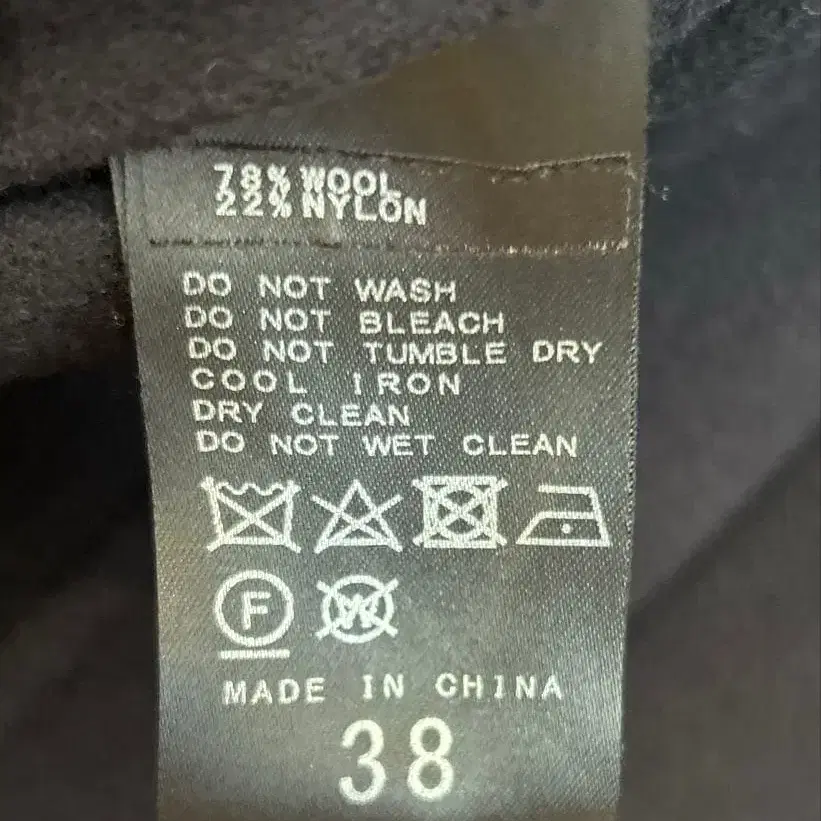 78% WOOL
22% NYLON
DO NOT WASH
DO NOT BLEACH
DO NOT TUMBLE DRY
COOL IRON
DRY CLEAN
DO NOT WET CLEAN
F W
MADE IN CHINA
38